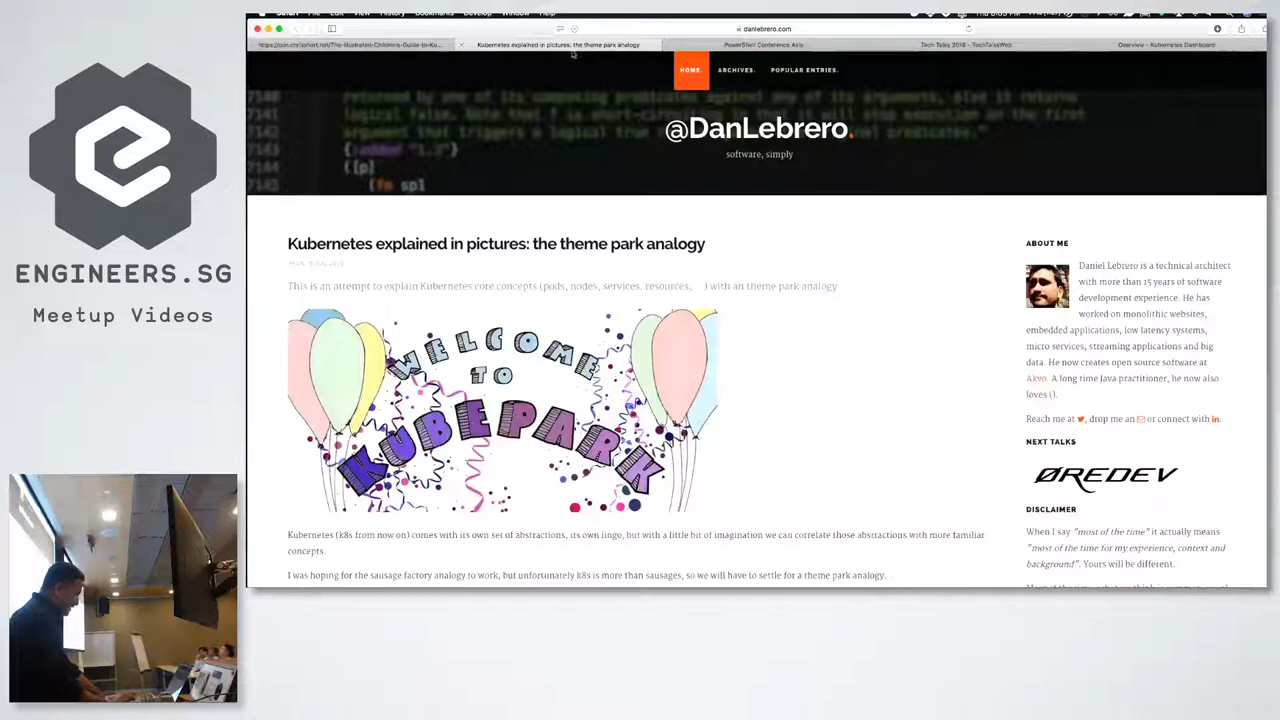 danlebrero.com
Kubernetes explained in pictures: the theme park analogy
PowerShell Conference Asia
Tech Talks 2018 – TechTalksWeb
Overview - Kubernetes Dashboard
HOME.
ARCHIVES.
POPULAR ENTRIES.
@DanLebrero.
software, simply
ENGINEERS.SG
Meetup Videos
Kubernetes explained in pictures: the theme park analogy
This is an attempt to explain Kubernetes core concepts (pods, nodes, services, resources, ) with an theme park analogy
WELCOME
TO
KUBEPARK
Kubernetes (k8s from now on) comes with its own set of abstractions, its own lingo, but with a little bit of imagination we can correlate those abstractions with more familiar
concepts.
I was hoping for the sausage factory analogy to work, but unfortunately k8s is more than sausages, so we will have to settle for a theme park analogy.
ABOUT ME
Daniel Lebrero is a technical architect
with more than 15 years of software
development experience. He has
worked on monolithic websites,
embedded applications, low latency systems,
micro services, streaming applications and big
data. He now creates open source software at
Akvo. A long time Java practitioner, he now also
loves ().
Reach me at , drop me an or connect with in.
NEXT TALKS
ØREDEV
DISCLAIMER
When I say "most of the time" it actually means
"most of the time for my experience, context and
background". Yours will be different.